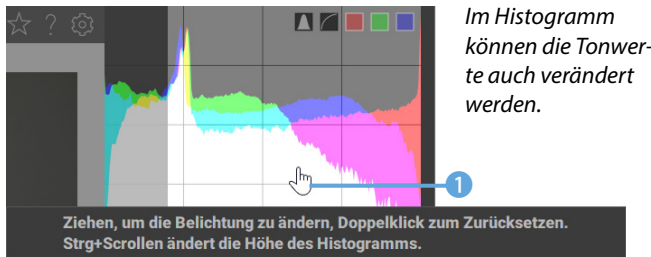 Im Histogramm
können die Tonwer-
te auch verändert
werden.
?
1
Ziehen, um die Belichtung zu ändern, Doppelklick zum Zurücksetzen.
Strg+Scrollen ändert die Höhe des Histogramms.